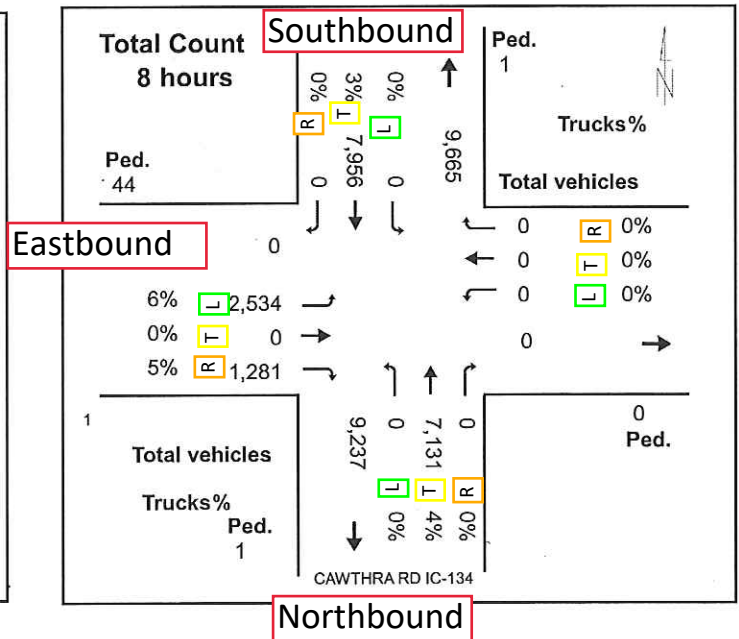 Total Count
8 hours
Southbound
Ped.
1
N
0% 3% 0%
R T L
0 7,956 0
9,665
Trucks%
Total vehicles
Ped.
44
Eastbound
0
0 R 0%
0 T 0%
0 L 0%
6% L 2,534
0% T 0
5% R 1,281
0
1
Total vehicles
Trucks%
Ped.
1
9,237
0 7,131 0
L T R
0% 4% 0%
0
Ped.
CAWTHRA RD IC-134
Northbound